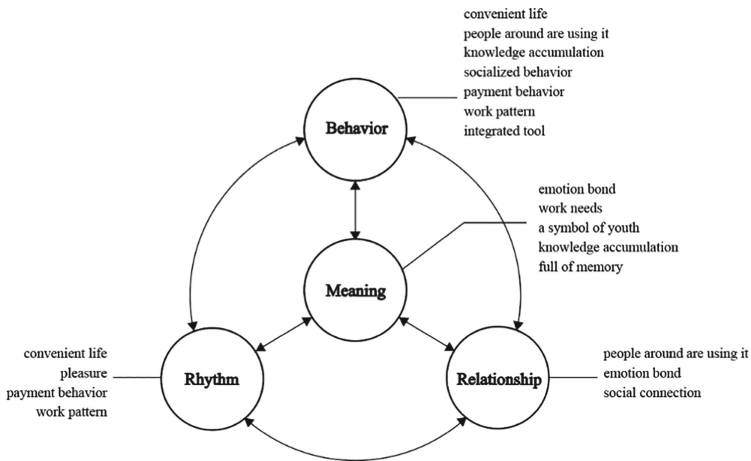 convenient life
people around are using it
knowledge accumulation
socialized behavior
payment behavior
work pattern
integrated tool
Behavior
emotion bond
work needs
a symbol of youth
knowledge accumulation
full of memory
Meaning
convenient life
pleasure
payment behavior
work pattern
Rhythm
Relationship
people around are using it
emotion bond
social connection